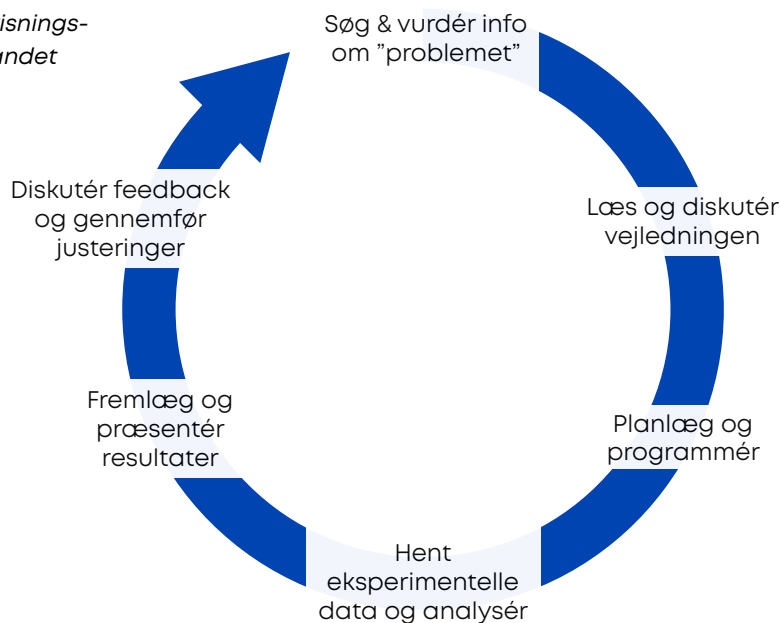 Søg & vurdér info
om ”problemet”
Læs og diskutér
vejledningen
Planlæg og
programmér
Hent
eksperimentelle
data og analysér
Fremlæg og
præsentér
resultater
Diskutér feedback
og gennemfør
justeringer